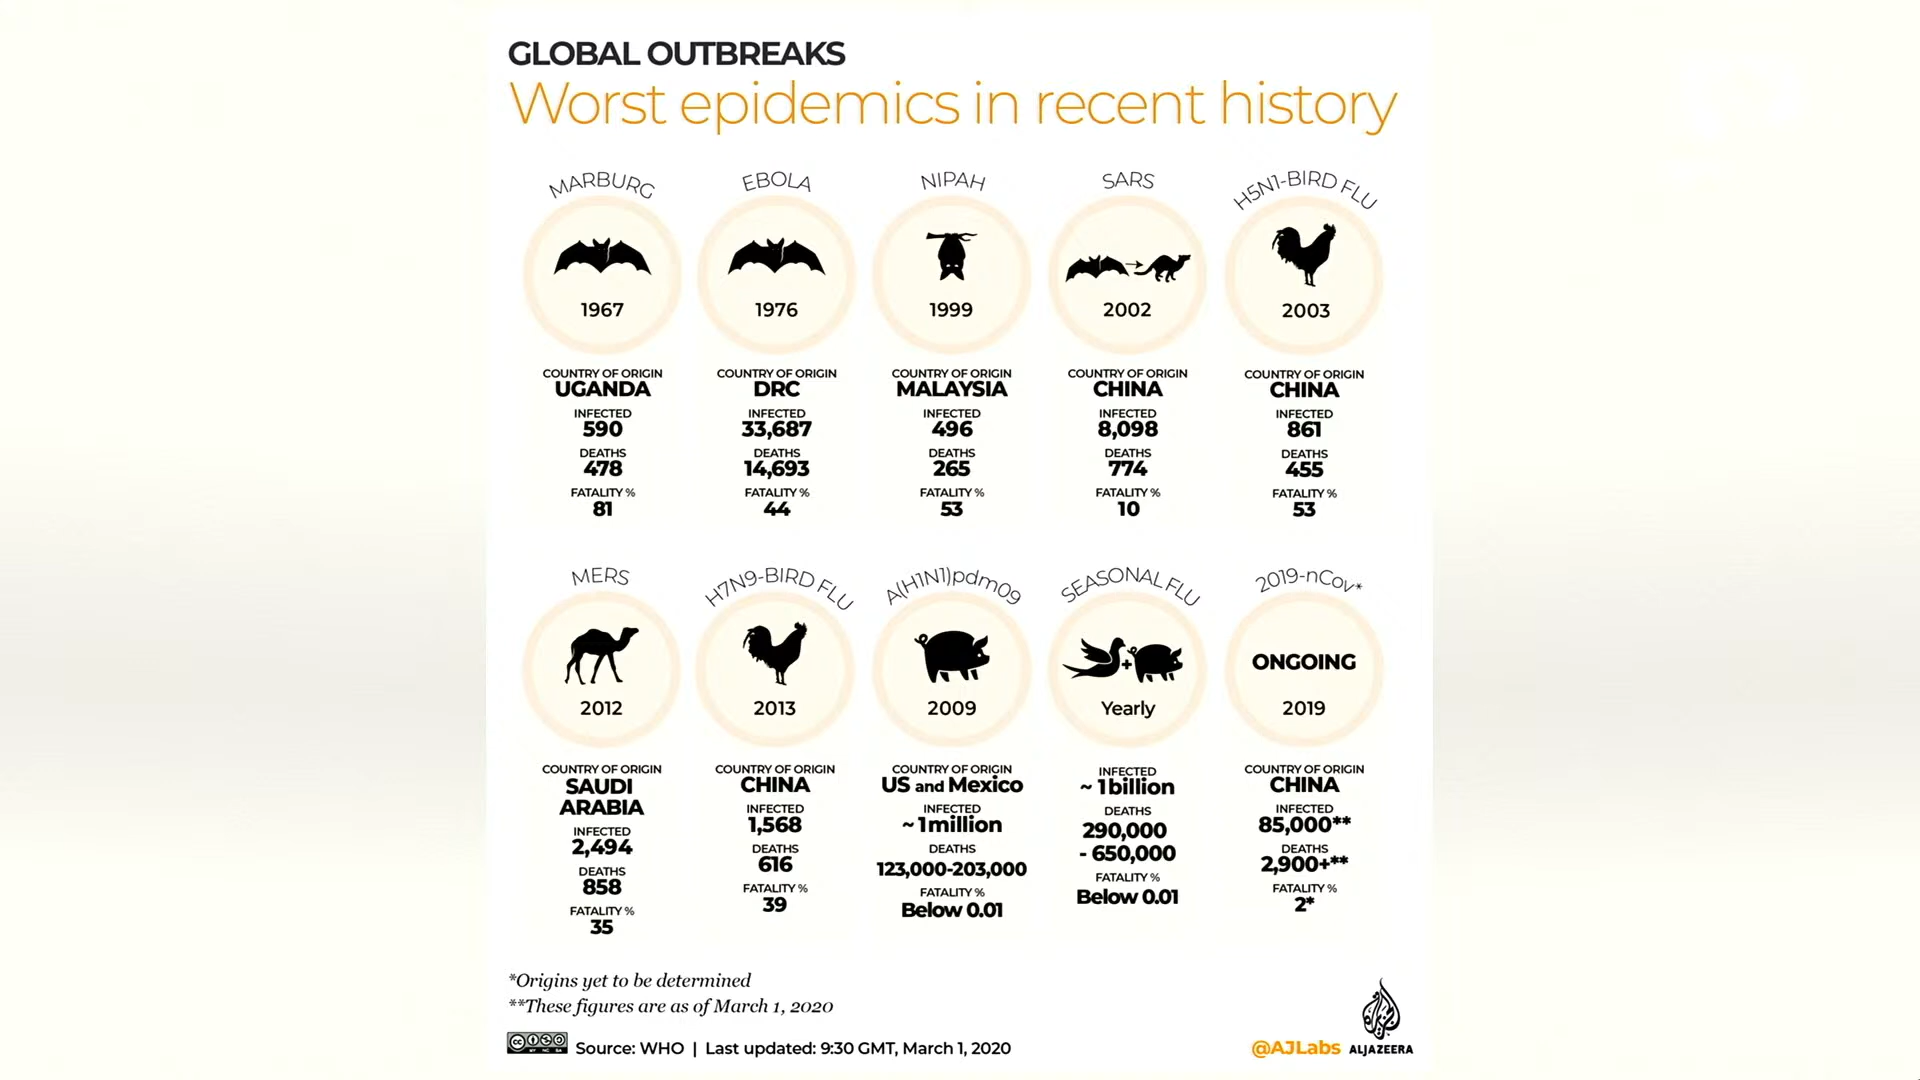 GLOBAL OUTBREAKS
Worst epidemics in recent history
MARBURG
1967
COUNTRY OF ORIGIN
UGANDA
INFECTED
590
DEATHS
478
FATALITY %
81
EBOLA
1976
COUNTRY OF ORIGIN
DRC
INFECTED
33,687
DEATHS
14,693
FATALITY %
44
NIPAH
1999
COUNTRY OF ORIGIN
MALAYSIA
INFECTED
496
DEATHS
265
FATALITY %
53
SARS
2002
COUNTRY OF ORIGIN
CHINA
INFECTED
8,098
DEATHS
774
FATALITY %
10
H5N1-BIRD FLU
2003
COUNTRY OF ORIGIN
CHINA
INFECTED
861
DEATHS
455
FATALITY %
53
MERS
2012
COUNTRY OF ORIGIN
SAUDI
ARABIA
INFECTED
2,494
DEATHS
858
FATALITY %
35
H7N9-BIRD FLU
2013
COUNTRY OF ORIGIN
CHINA
INFECTED
1,568
DEATHS
616
FATALITY %
39
A(H1N1)pdm09
2009
COUNTRY OF ORIGIN
US and Mexico
INFECTED
~ 1 million
DEATHS
123,000-203,000
FATALITY %
Below 0.01
SEASONAL FLU
Yearly
INFECTED
~ 1 billion
DEATHS
290,000
- 650,000
FATALITY %
Below 0.01
2019-nCov*
ONGOING
2019
COUNTRY OF ORIGIN
CHINA
INFECTED
85,000**
DEATHS
2,900+**
FATALITY %
2*
*Origins yet to be determined
**These figures are as of March 1, 2020
Source: WHO | Last updated: 9:30 GMT, March 1, 2020
@AJLabs
ALJAZEERA